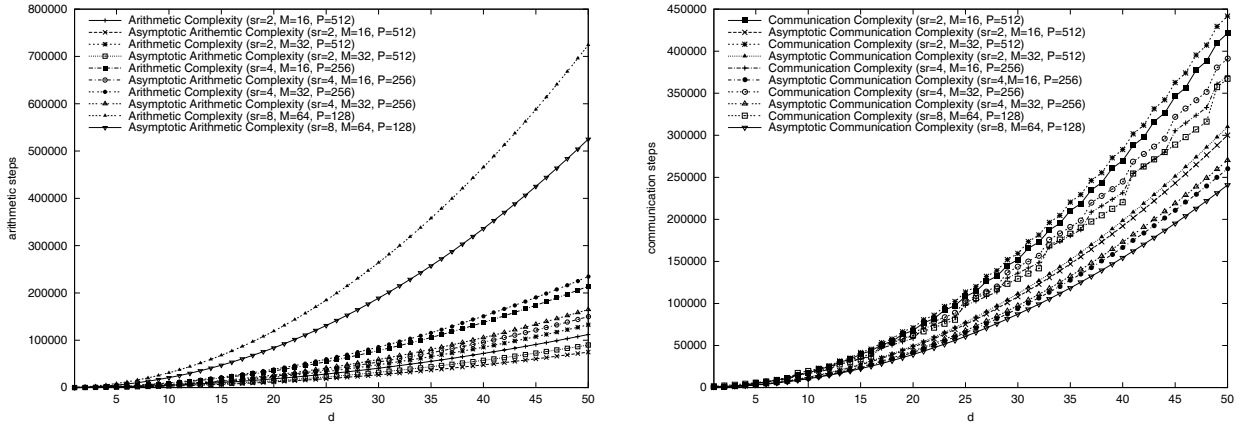 800000
700000
600000
500000
400000
300000
200000
100000
0
arithmetic steps
Arithmetic Complexity (sr=2, M=16, P=512)
Asymptotic Arithemtic Complexity (sr=2, M=16, P=512)
Arithmetic Complexity (sr=2, M=32, P=512)
Asymptotic Arithmetic Complexity (sr=2, M=32, P=512)
Arithmetic Complexity (sr=4, M=16, P=256)
Asymptotic Arithmetic Complexity (sr=4, M=16, P=256)
Arithmetic Complexity (sr=4, M=32, P=256)
Asymptotic Arithmetic Complexity (sr=4, M=32, P=256)
Arithmetic Complexity (sr=8, M=64, P=128)
Asymptotic Arithmetic Complexity (sr=8, M=64, P=128)
5 10 15 20 25 30 35 40 45 50
d
450000
400000
350000
300000
250000
200000
150000
100000
50000
0
communication steps
Communication Complexity (sr=2, M=16, P=512)
Asymptotic Communication Complexity (sr=2, M=16, P=512)
Communication Complexity (sr=2, M=32, P=512)
Asymptotic Communication Complexity (sr=2, M=32, P=512)
Communication Complexity (sr=4, M=16, P=256)
Asymptotic Communication Complexity (sr=4,M=16, P=256)
Communication Complexity (sr=4, M=32, P=256)
Asymptotic Communication Complexity (sr=4, M=32, P=256)
Communication Complexity (sr=8, M=64, P=128)
Asymptotic Communication Complexity (sr=8, M=64, P=128)
5 10 15 20 25 30 35 40 45 50
d